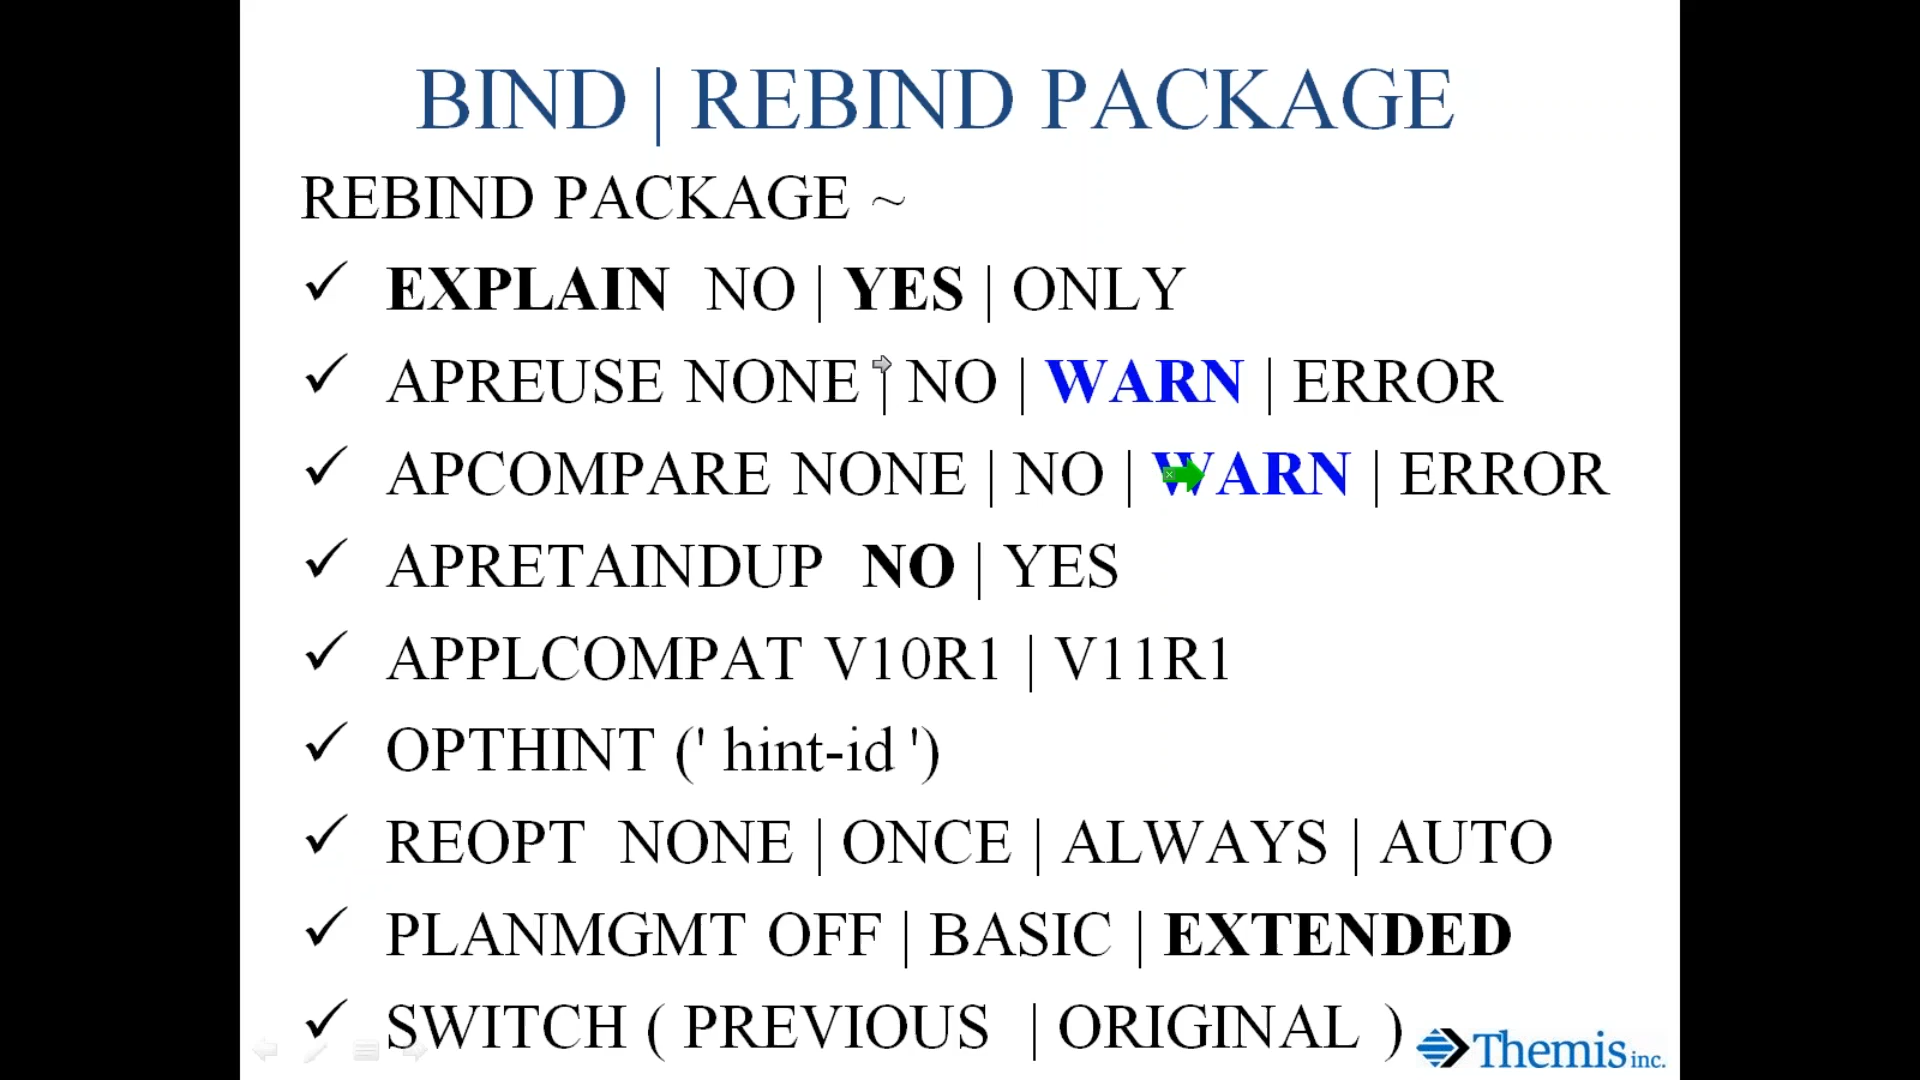 BIND | REBIND PACKAGE
REBIND PACKAGE ~
✓ EXPLAIN NO | YES | ONLY
✓ APREUSE NONE | NO | WARN | ERROR
✓ APCOMPARE NONE | NO | WARN | ERROR
✓ APRETAINDUP NO | YES
✓ APPLCOMPAT V10R1 | V11R1
✓ OPTHINT (' hint-id ')
✓ REOPT NONE | ONCE | ALWAYS | AUTO
✓ PLANMGMT OFF | BASIC | EXTENDED
✓ SWITCH ( PREVIOUS | ORIGINAL )
Themis inc.